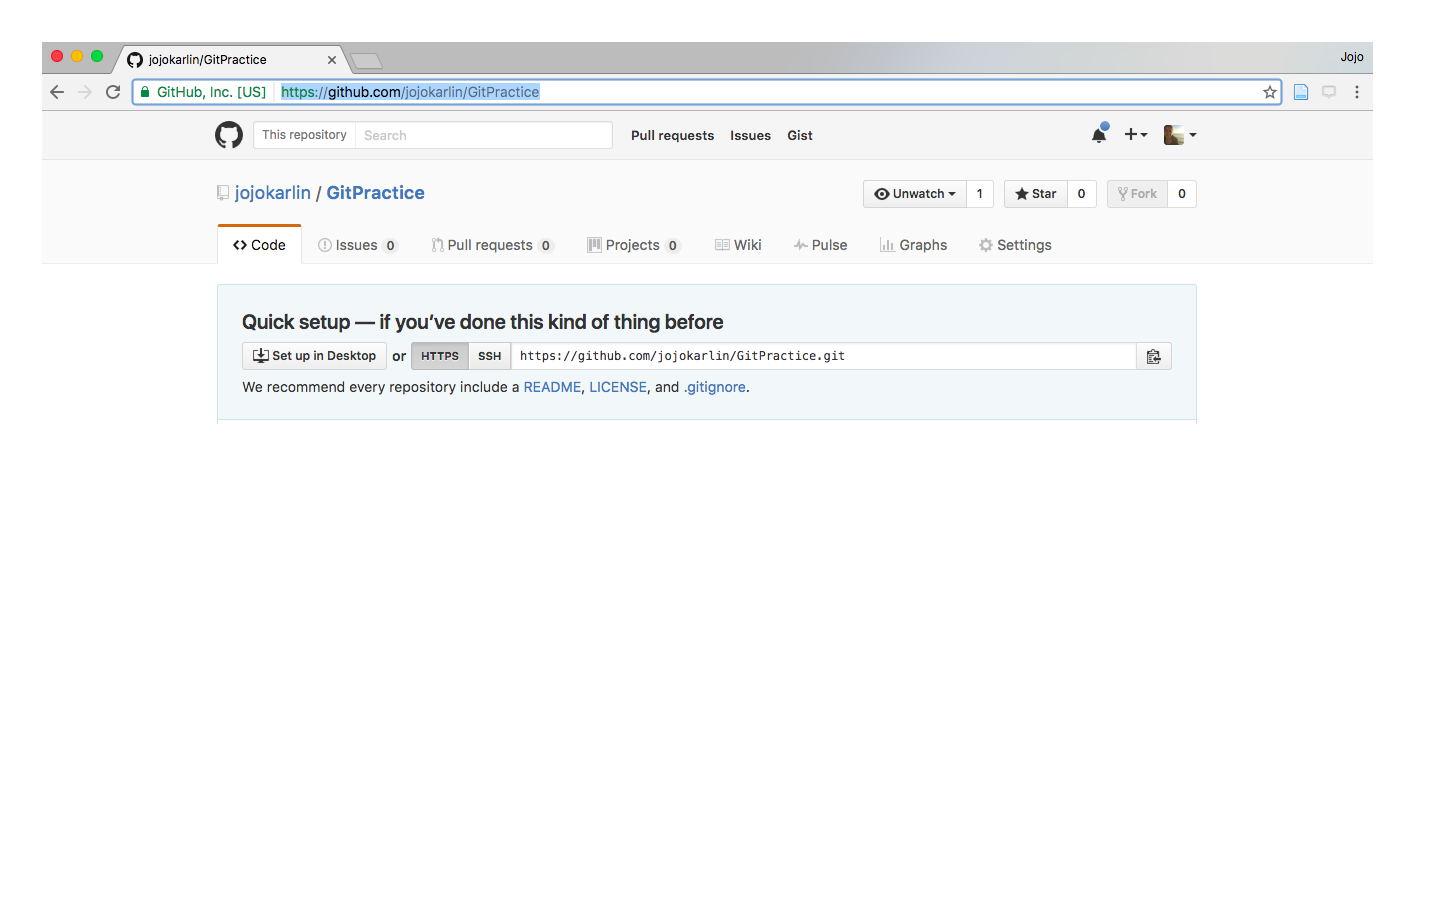 jojokarlin/GitPractice
Jojo
GitHub, Inc. [US] https://github.com/jojokarlin/GitPractice
This repository Search Pull requests Issues Gist
jojokarlin / GitPractice
Unwatch 1 Star 0 Fork 0
Code Issues 0 Pull requests 0 Projects 0 Wiki Pulse Graphs Settings
Quick setup — if you’ve done this kind of thing before
Set up in Desktop or HTTPS SSH https://github.com/jojokarlin/GitPractice.git
We recommend every repository include a README, LICENSE, and .gitignore.